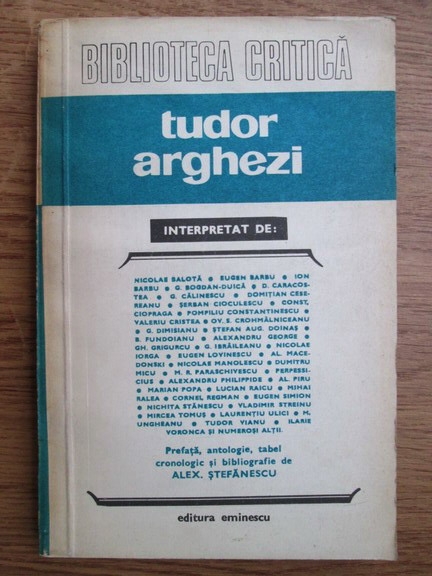 BIBLIOTECA CRITICĂ
tudor
arghezi
INTERPRETAT DE:
NICOLAE BALOTĂ • EUGEN BARBU • ION
BARBU • G. BOGDAN-DUICĂ • D. CARACOS-
TEA • G. CĂLINESCU • DOMIȚIAN CESE-
REANU • ȘERBAN CIOCULESCU • CONST.
CIOPRAGA • POMPILIU CONSTANTINESCU •
VALERIU CRISTEA • OV. S. CROHMĂLNICEANU
• G. DIMISIANU • ȘTEFAN AUG. DOINAȘ •
B. FUNDOIANU • ALEXANDRU GEORGE •
GH. GRIGURCU • G. IBRĂILEANU • NICOLAE
IORGA • EUGEN LOVINESCU • AL. MACE-
DONSKI • NICOLAE MANOLESCU • DUMITRU
MICU • M. R. PARASCHIVESCU • PERPESSI-
CIUS • ALEXANDRU PHILIPPIDE • AL. PIRU
• MARIAN POPA • LUCIAN RAICU • MIHAI
RALEA • CORNEL REGMAN • EUGEN SIMION
• NICHITA STĂNESCU • VLADIMIR STREINU
• MIRCEA TOMUȘ • LAURENȚIU ULICI • M.
UNGHEANU • TUDOR VIANU • ILARIE
VORONCA ȘI NUMEROȘI ALȚII.
Prefață, antologie, tabel
cronologic și bibliografie de
ALEX. ȘTEFĂNESCU
editura eminescu